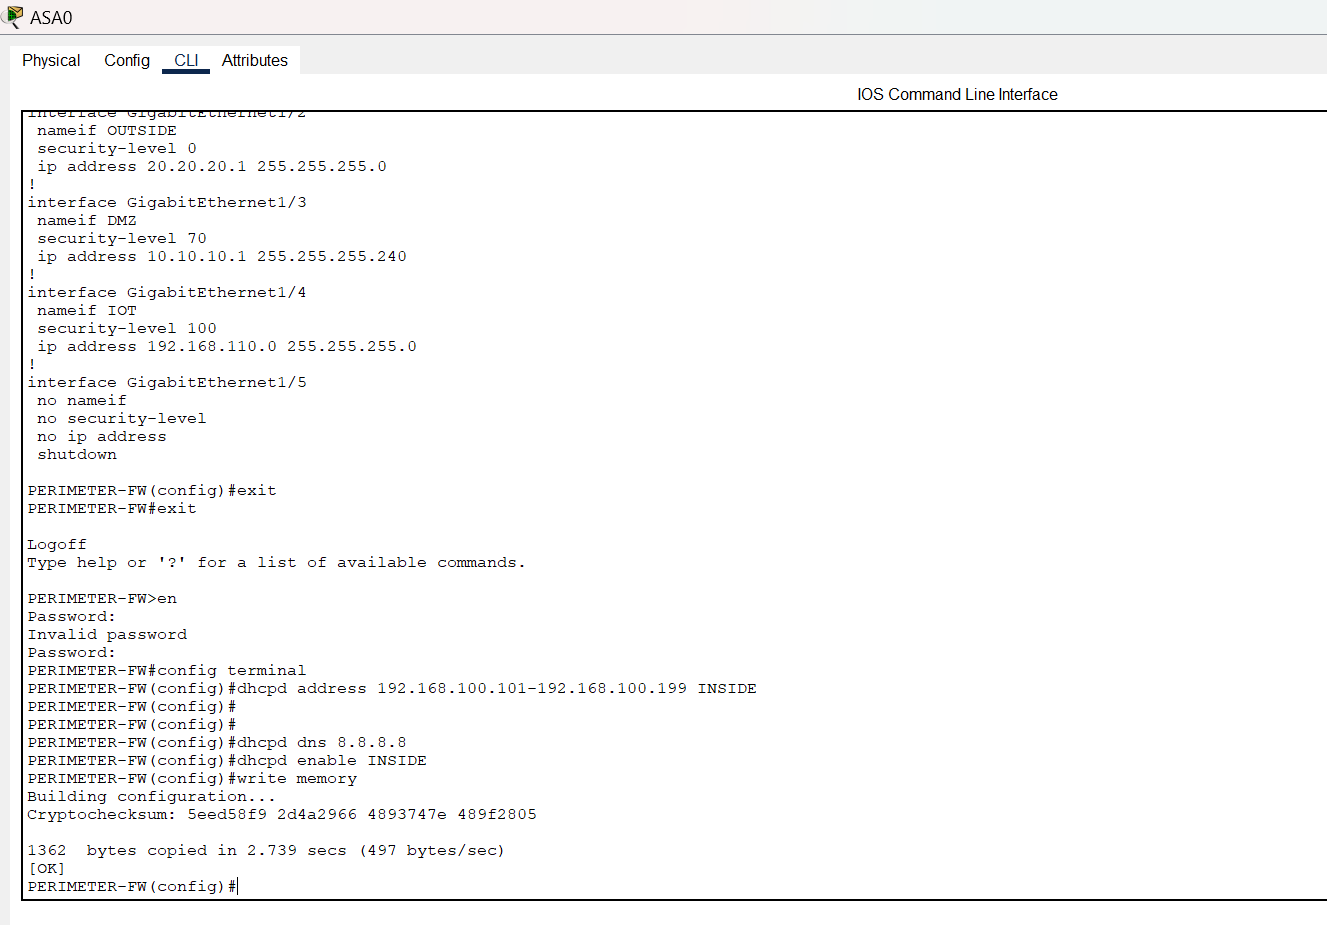 ASA0
Physical Config CLI Attributes
IOS Command Line Interface
interface GigabitEthernet1/2
 nameif OUTSIDE
 security-level 0
 ip address 20.20.20.1 255.255.255.0
!
interface GigabitEthernet1/3
 nameif DMZ
 security-level 70
 ip address 10.10.10.1 255.255.255.240
!
interface GigabitEthernet1/4
 nameif IOT
 security-level 100
 ip address 192.168.110.0 255.255.255.0
!
interface GigabitEthernet1/5
 no nameif
 no security-level
 no ip address
 shutdown
PERIMETER-FW(config)#exit
PERIMETER-FW#exit
Logoff
Type help or '?' for a list of available commands.
PERIMETER-FW>en
Password:
Invalid password
Password:
PERIMETER-FW#config terminal
PERIMETER-FW(config)#dhcpd address 192.168.100.101-192.168.100.199 INSIDE
PERIMETER-FW(config)#
PERIMETER-FW(config)#
PERIMETER-FW(config)#dhcpd dns 8.8.8.8
PERIMETER-FW(config)#dhcpd enable INSIDE
PERIMETER-FW(config)#write memory
Building configuration...
Cryptochecksum: 5eed58f9 2d4a2966 4893747e 489f2805
1362  bytes copied in 2.739 secs (497 bytes/sec)
[OK]
PERIMETER-FW(config)#